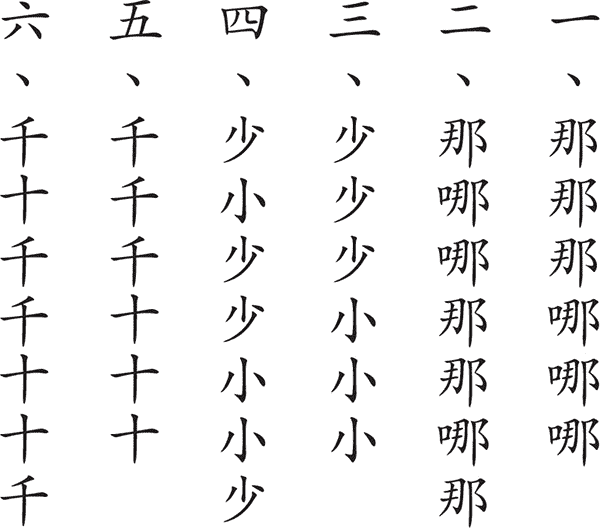 一、那那那哪哪哪
二、那哪哪那那哪那
三、少少少小小小
四、少小少少小小少
五、千千千十十十
六、千十千千十十千